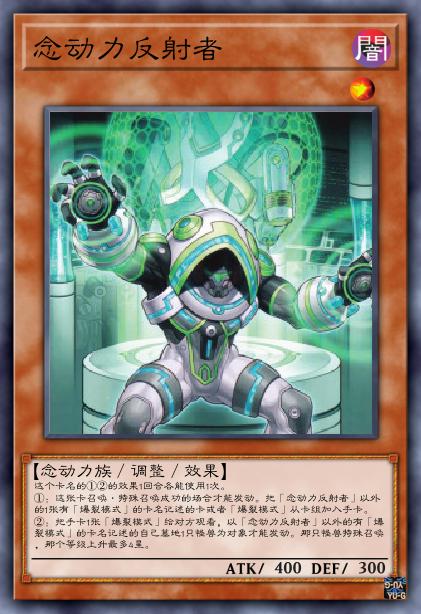 念动力反射者
闇
【念动力族/调整/效果】
这个卡名的①②的效果1回合各能使用1次。
①：这张卡召唤·特殊召唤成功的场合才能发动。把「念动力反射者」以外
的1张有「爆裂模式」的卡名记述的卡或者「爆裂模式」从卡组加入手卡。
②：把手卡1张「爆裂模式」给对方观看，以「念动力反射者」以外的有「爆
裂模式」的卡名记述的自己墓地1只怪兽为对象才能发动。那只怪兽特殊召唤
，那个等级上升最多4星。
ATK/ 400 DEF/ 300